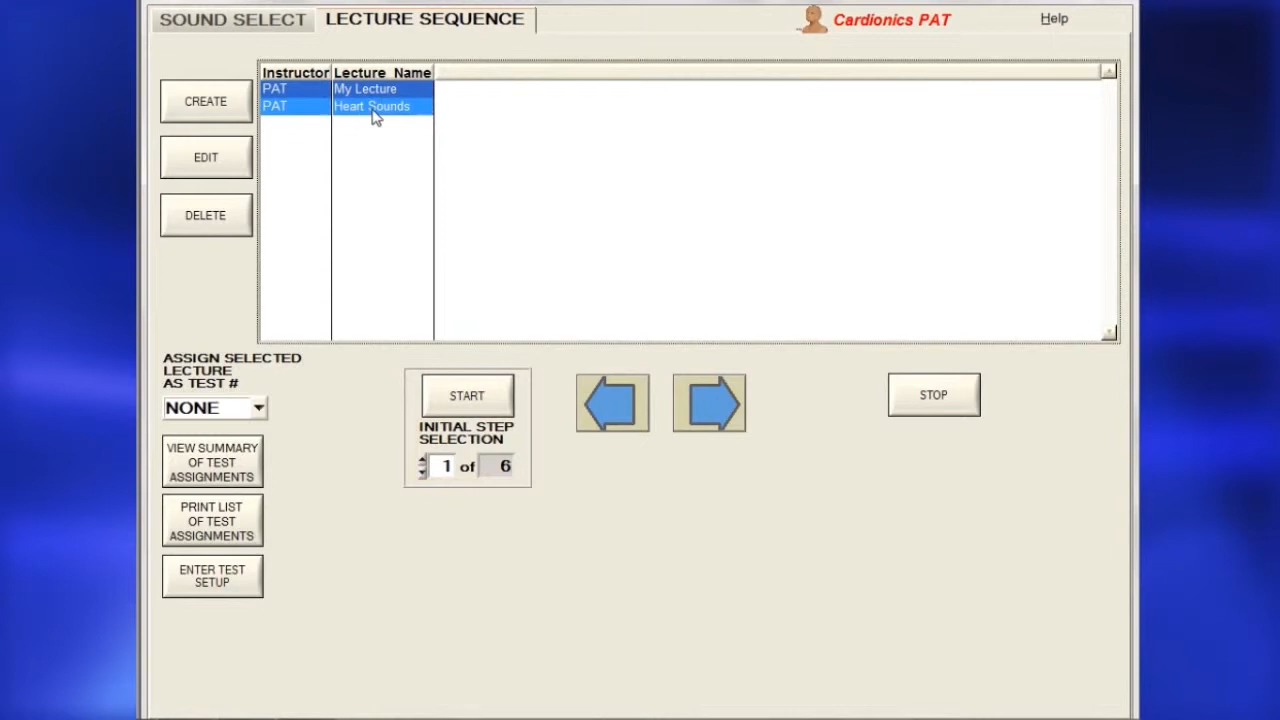 SOUND SELECT LECTURE SEQUENCE Cardionics PAT Help
Instructor Lecture Name
PAT My Lecture
PAT Heart Sounds
CREATE
EDIT
DELETE
ASSIGN SELECTED
LECTURE
AS TEST #
NONE
VIEW SUMMARY
OF TEST
ASSIGNMENTS
PRINT LIST
OF TEST
ASSIGNMENTS
ENTER TEST
SETUP
START
INITIAL STEP
SELECTION
1 of 6
STOP